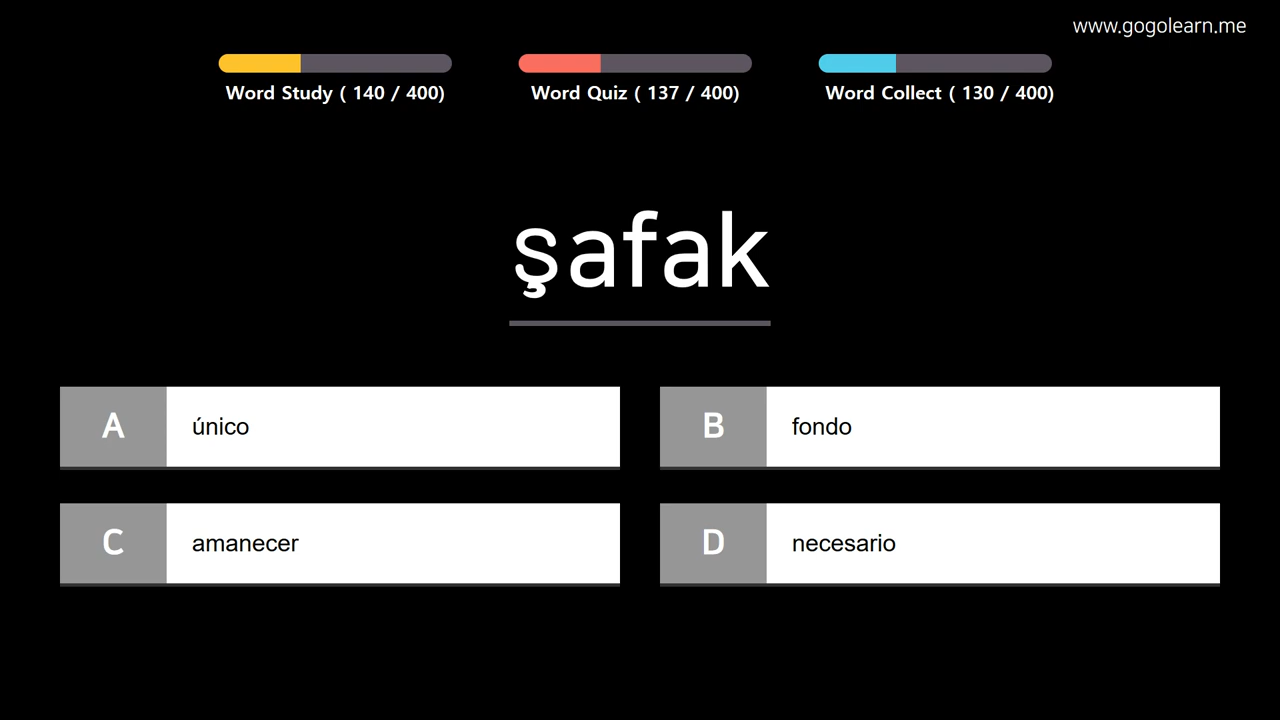 www.gogolearn.me
Word Study ( 140 / 400)
Word Quiz ( 137 / 400)
Word Collect ( 130 / 400)
şafak
A único
B fondo
C amanecer
D necesario